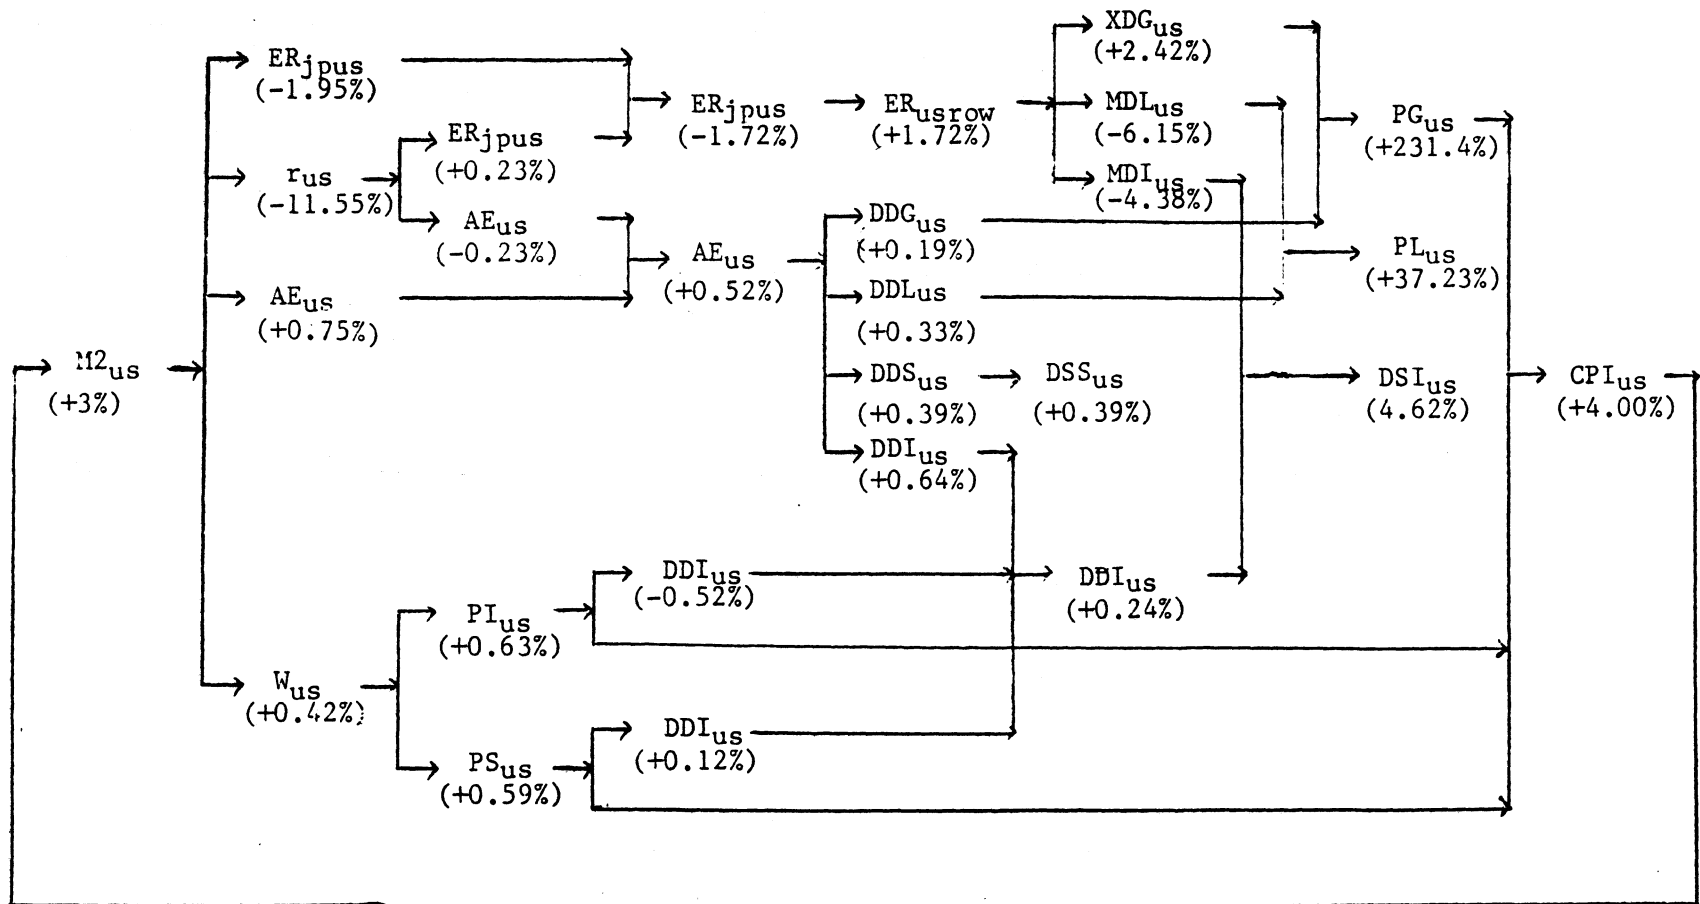 XDGus
(+2.42%)
ERjpus
(-1.95%)
ERjpus
(-1.72%)
ERusrow
(+1.72%)
MDLus
(-6.15%)
PGus
(+231.4%)
ERjpus
(+0.23%)
rus
(-11.55%)
MDIus
(-4.38%)
AEus
(-0.23%)
DDGus
(+0.19%)
AEus
(+0.52%)
PLus
(+37.23%)
AEus
(+0.75%)
DDLus
(+0.33%)
M2us
(+3%)
DDSus
(+0.39%)
DSSus
(+0.39%)
DSIus
(4.62%)
CPIus
(+4.00%)
DDIus
(+0.64%)
DDIus
(-0.52%)
DDIus
(+0.24%)
PIus
(+0.63%)
Wus
(+0.42%)
DDIus
(+0.12%)
PSus
(+0.59%)